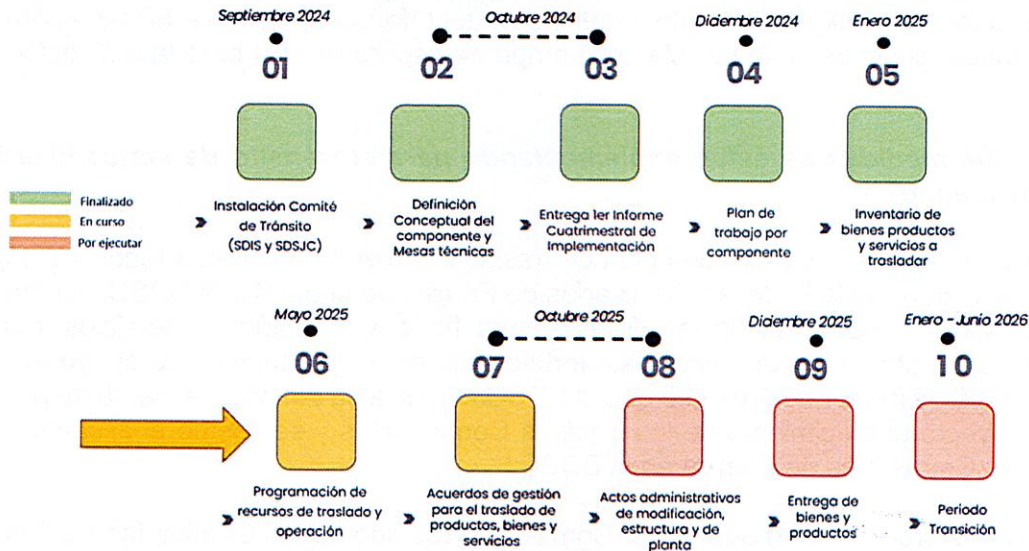 Septiembre 2024
Octubre 2024
Diciembre 2024
Enero 2025
01
02
03
04
05
Finalizado
En curso
Por ejecutar
Instalación Comité
de Tránsito
(SDIS y SDSJC)
Definición
Conceptual del
componente y
Mesas técnicas
Entrega 1er Informe
Cuatrimestral de
Implementación
Plan de
trabajo por
componente
Inventario de
bienes productos
y servicios a
trasladar
Mayo 2025
Octubre 2025
Diciembre 2025
Enero - Junio 2026
06
07
08
09
10
Programación de
recursos de traslado y
operación
Acuerdos de gestión
para el traslado de
productos, bienes y
servicios
Actos administrativos
de modificación,
estructura y de
planta
Entrega de
bienes y
productos
Período
Transición